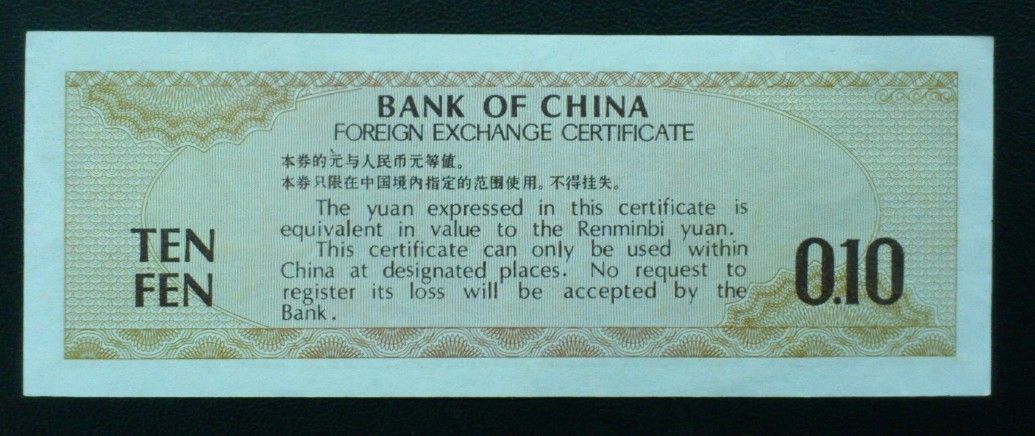 BANK OF CHINA
FOREIGN EXCHANGE CERTIFICATE
本券的元与人民币元等值。
本券只限在中国境内指定的范围使用。不得挂失。
The yuan expressed in this certificate is
equivalent in value to the Renminbi yuan.
This certificate can only be used within
China at designated places. No request to
register its loss will be accepted by the
Bank.
TEN
FEN
0.10